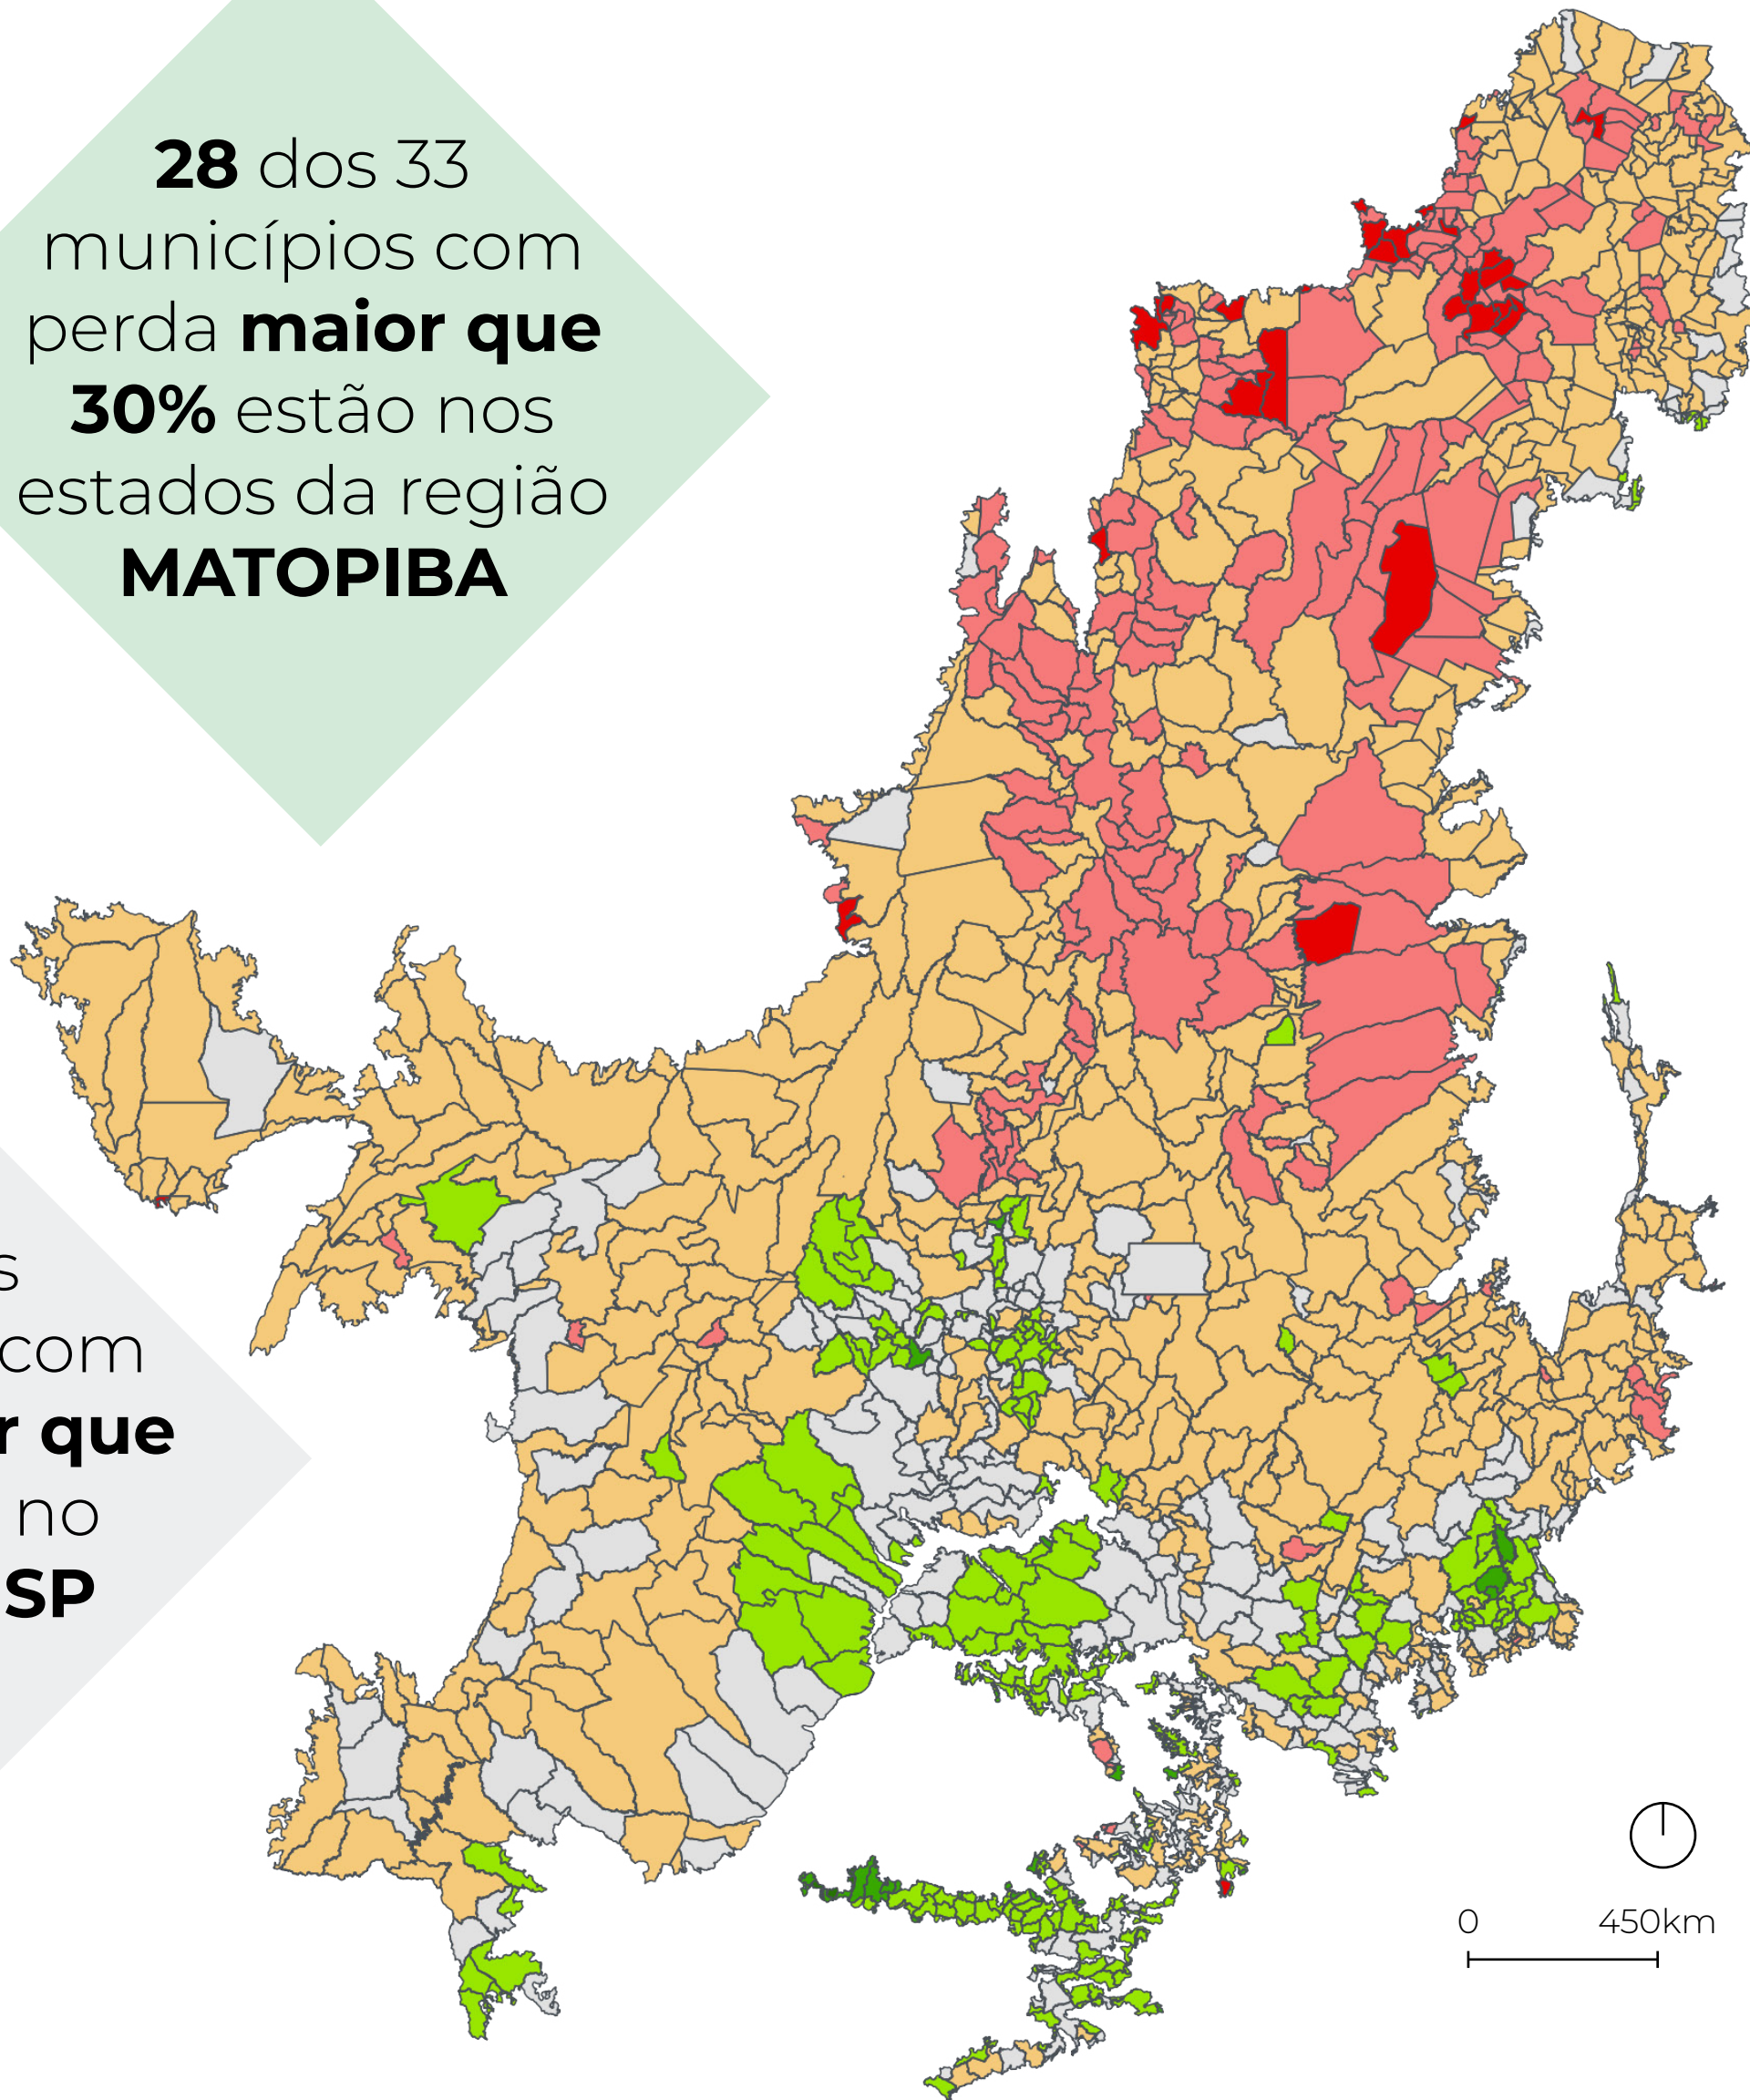 28 dos 33
municípios com
perda maior que
30% estão nos
estados da região
MATOPIBA
com
que
no
SP
0 450km